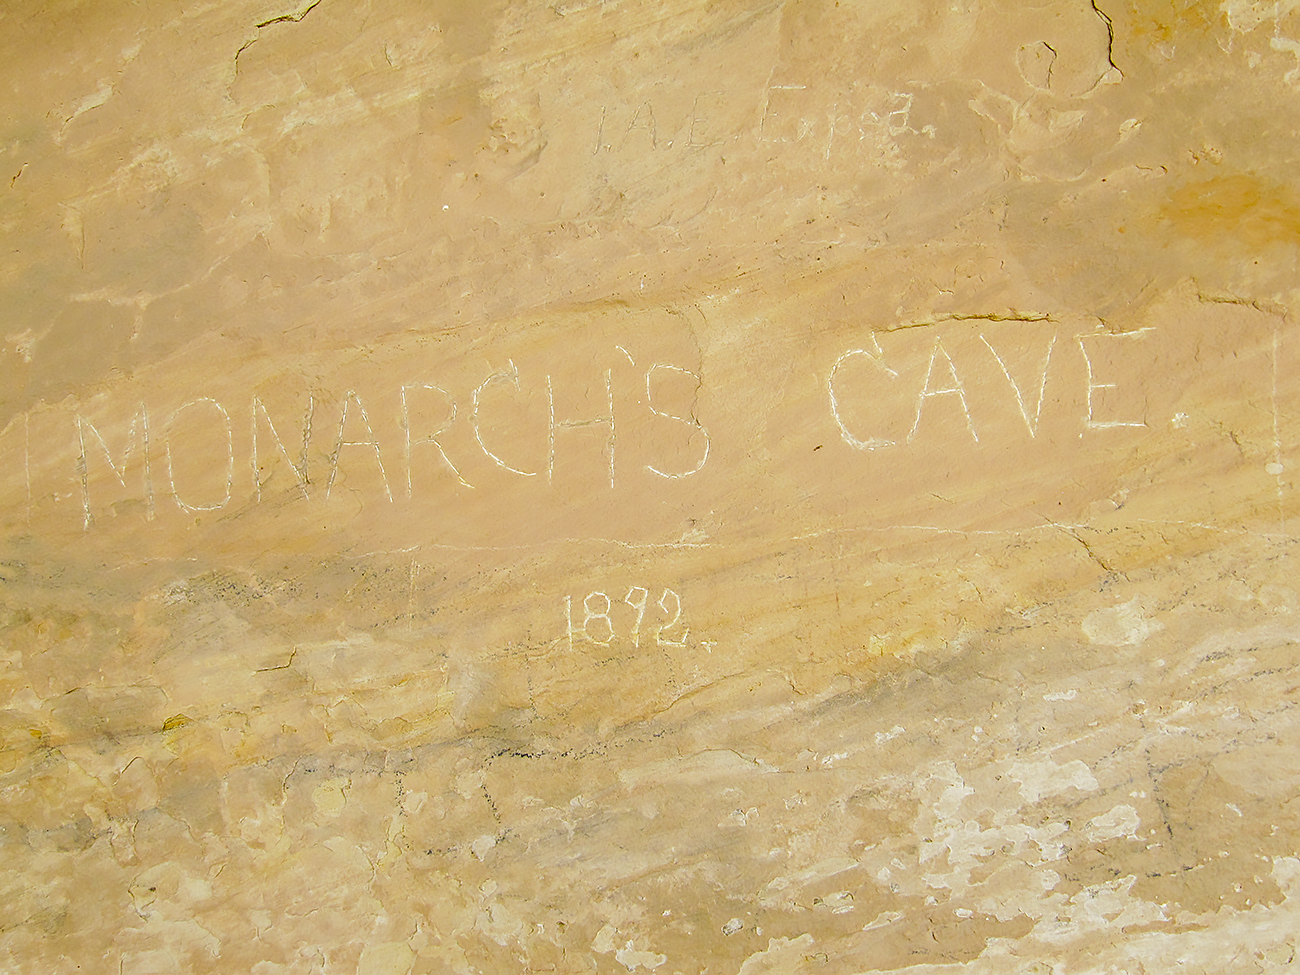 I.A.E. Exped.
MONARCH'S CAVE.
1892.